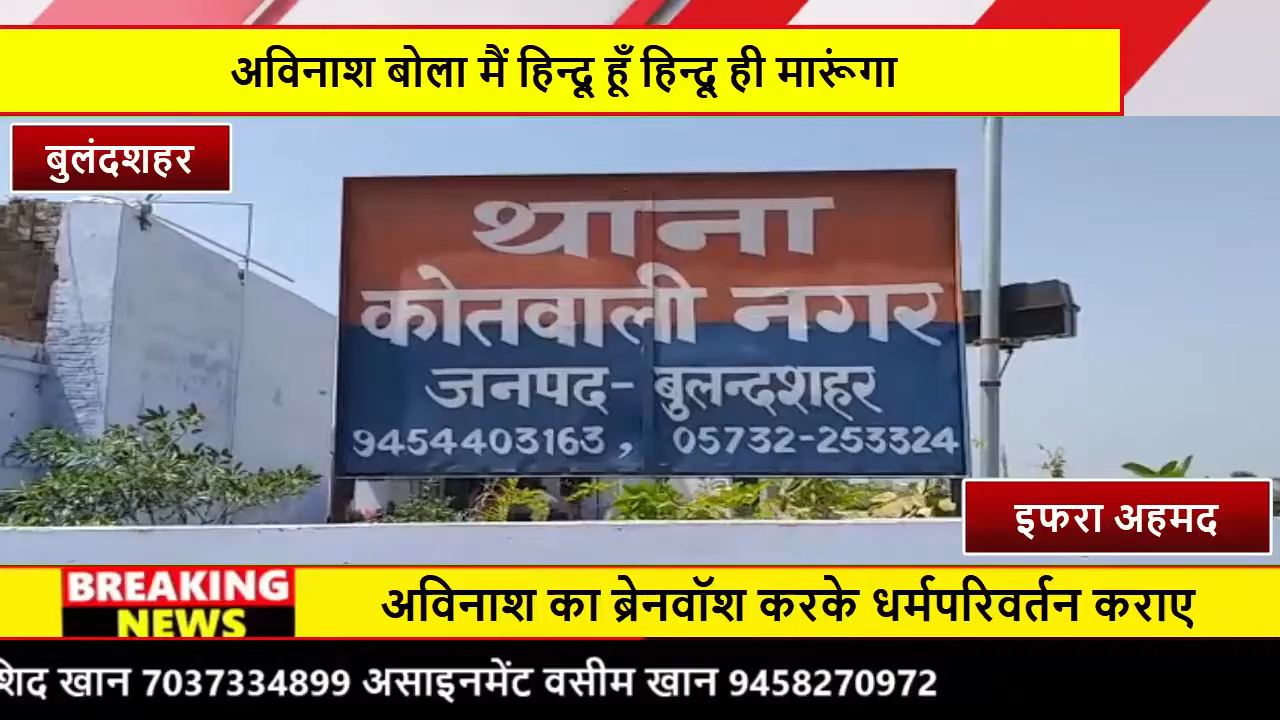 अविनाश बोला मैं हिन्दू हूँ हिन्दू ही मारूंगा
बुलंदशहर
थाना
कोतवाली नगर
जनपद- बुलन्दशहर
9454403163, 05732-253324
इफरा अहमद
BREAKING
NEWS
अविनाश का ब्रेनवॉश करके धर्मपरिवर्तन कराए
खान 7037334899 असाइनमेंट वसीम खान 9458270972